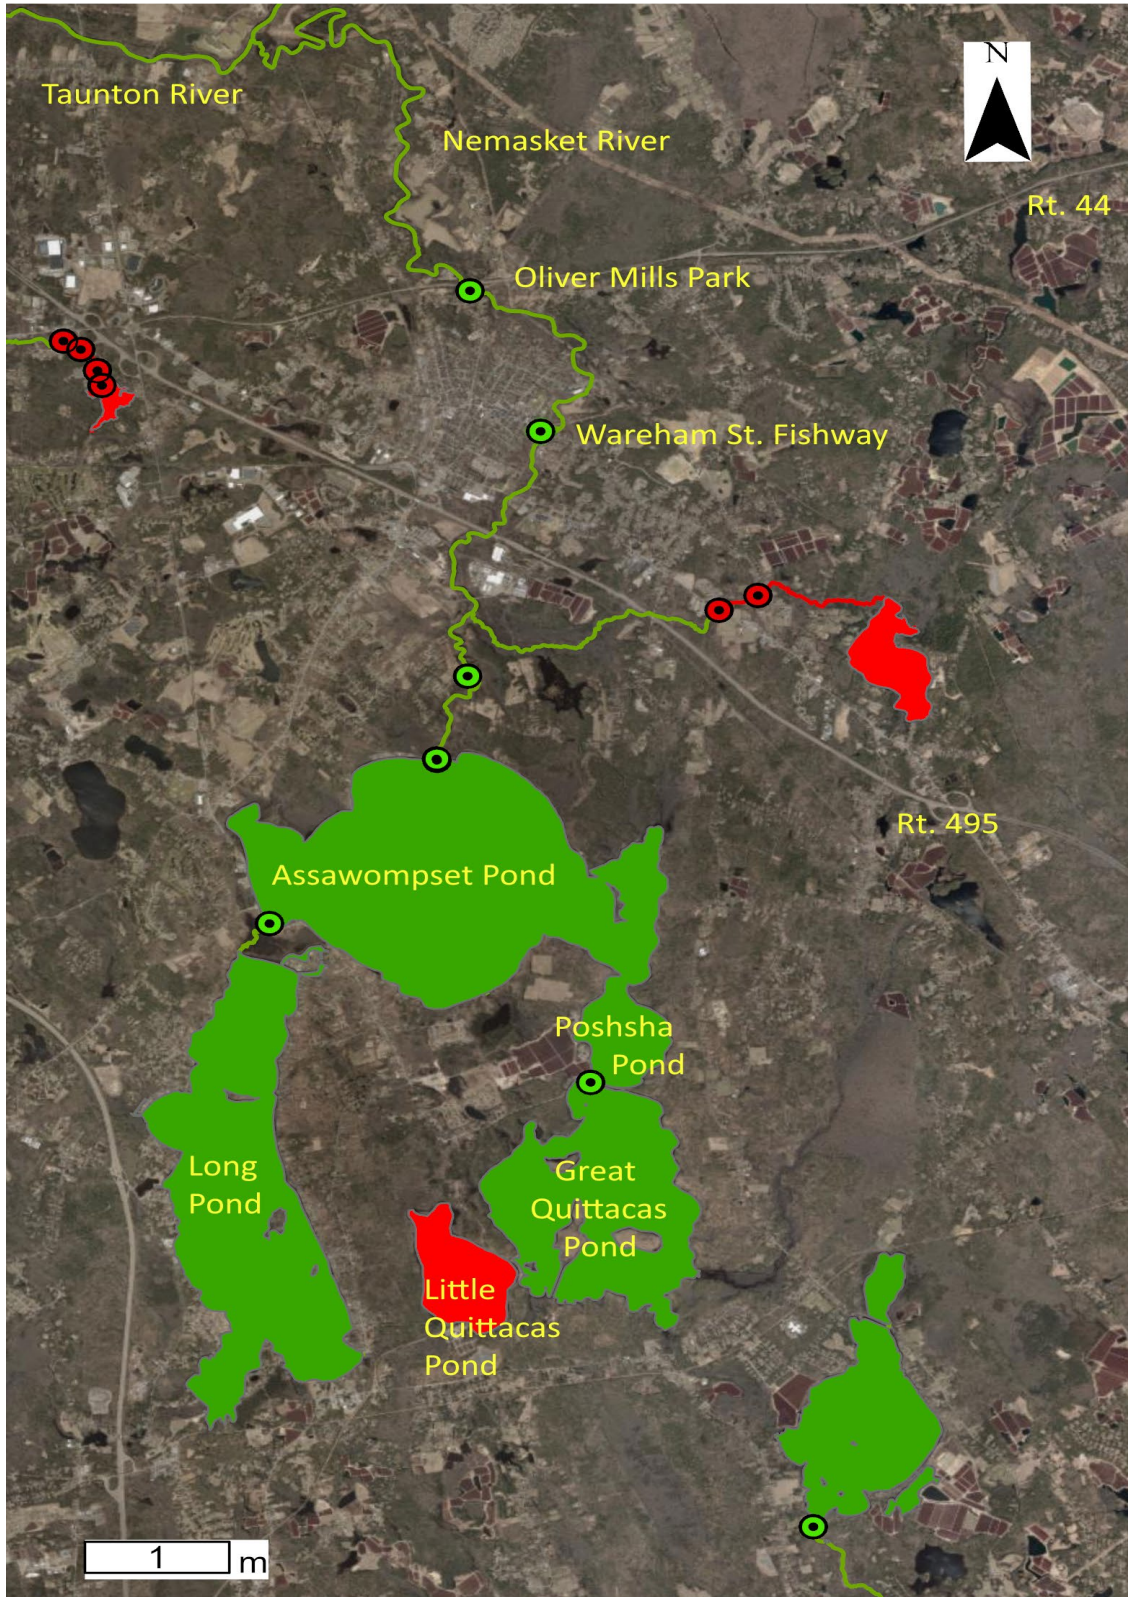 N
Taunton River
Nemasket River
Rt. 44
Oliver Mills Park
Wareham St. Fishway
Rt. 495
Assawompset Pond
Poshsha
Pond
Long
Pond
Great
Quittacas
Pond
Little
Quittacas
Pond
1 m